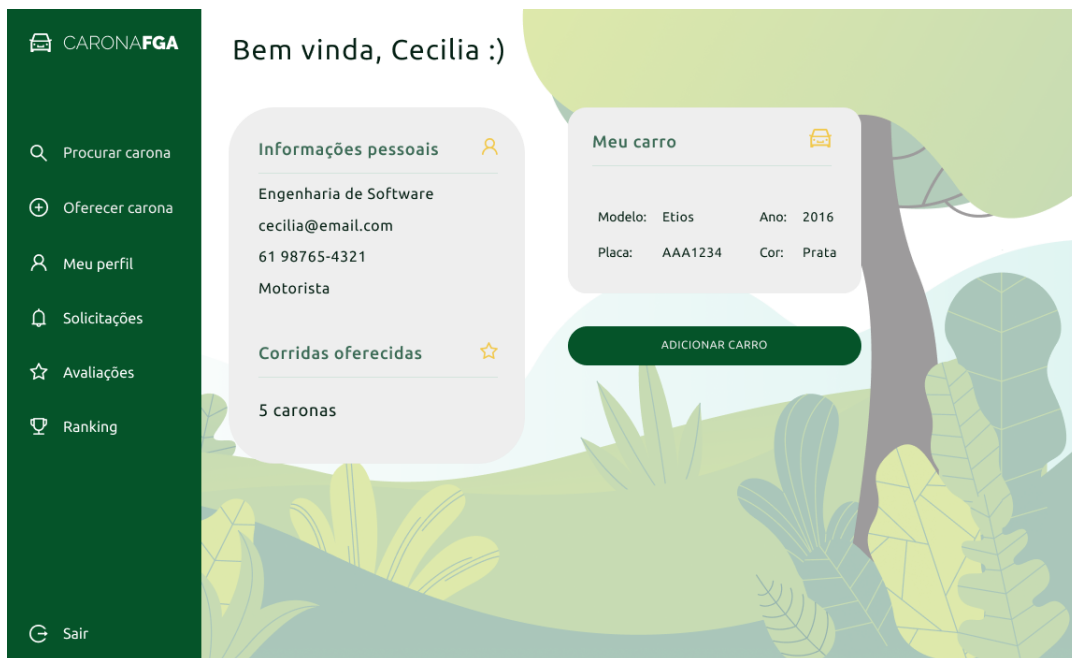 CARONAFGA
Procurar carona
Oferecer carona
Meu perfil
Solicitações
Avaliações
Ranking
Sair
Bem vinda, Cecilia :)
Informações pessoais
Engenharia de Software
cecilia@email.com
61 98765-4321
Motorista
Corridas oferecidas
5 caronas
Meu carro
Modelo: Etios Ano: 2016
Placa: AAA1234 Cor: Prata
ADICIONAR CARRO